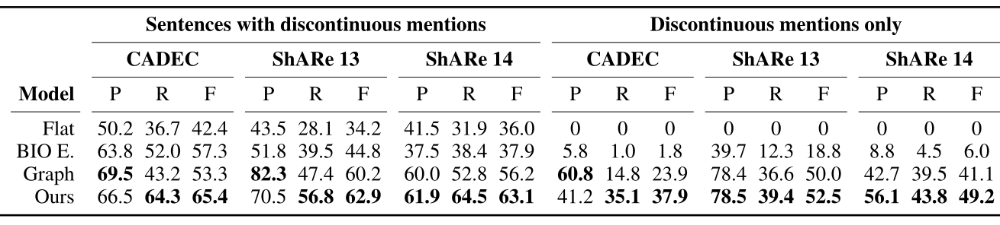 Sentences with discontinuous mentions Discontinuous mentions only
CADEC ShARe 13 ShARe 14 CADEC ShARe 13 ShARe 14
Model P R F P R F P R F P R F P R F P R F
Flat 50.2 36.7 42.4 43.5 28.1 34.2 41.5 31.9 36.0 0 0 0 0 0 0 0 0 0
BIO E. 63.8 52.0 57.3 51.8 39.5 44.8 37.5 38.4 37.9 5.8 1.0 1.8 39.7 12.3 18.8 8.8 4.5 6.0
Graph 69.5 43.2 53.3 82.3 47.4 60.2 60.0 52.8 56.2 60.8 14.8 23.9 78.4 36.6 50.0 42.7 39.5 41.1
Ours 66.5 64.3 65.4 70.5 56.8 62.9 61.9 64.5 63.1 41.2 35.1 37.9 78.5 39.4 52.5 56.1 43.8 49.2